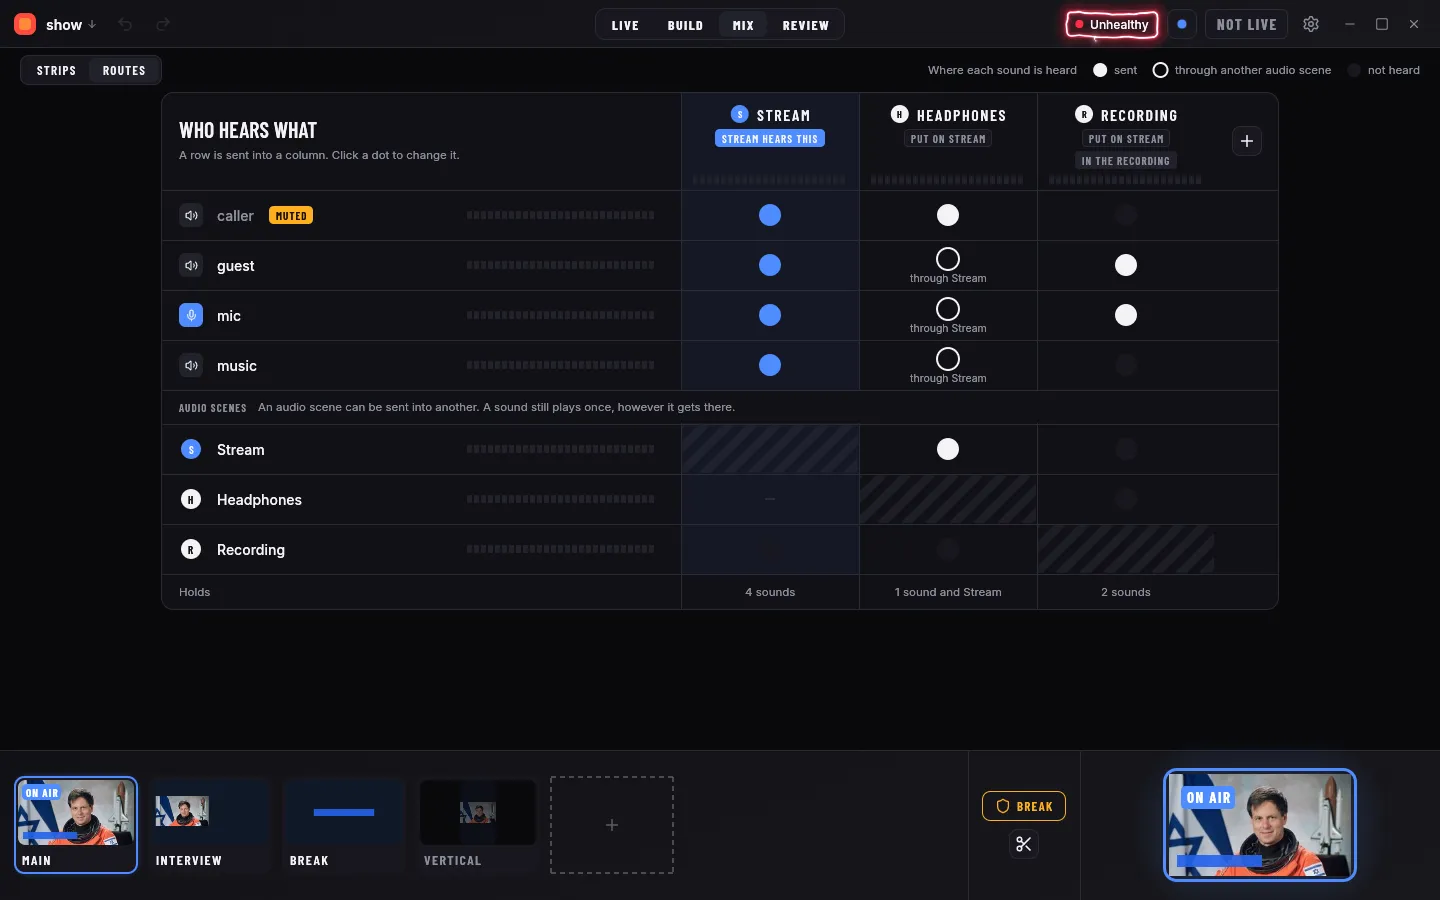 show
LIVE
BUILD
MIX
REVIEW
Unhealthy
NOT LIVE
STRIPS
ROUTES
Where each sound is heard
sent
through another audio scene
not heard
WHO HEARS WHAT
A row is sent into a column. Click a dot to change it.
S STREAM
STREAM HEARS THIS
H HEADPHONES
PUT ON STREAM
R RECORDING
PUT ON STREAM
IN THE RECORDING
caller MUTED
guest
through Stream
mic
through Stream
music
through Stream
AUDIO SCENES An audio scene can be sent into another. A sound still plays once, however it gets there.
S Stream
H Headphones
R Recording
Holds
4 sounds
1 sound and Stream
2 sounds
ON AIR
MAIN
INTERVIEW
BREAK
VERTICAL
BREAK
ON AIR